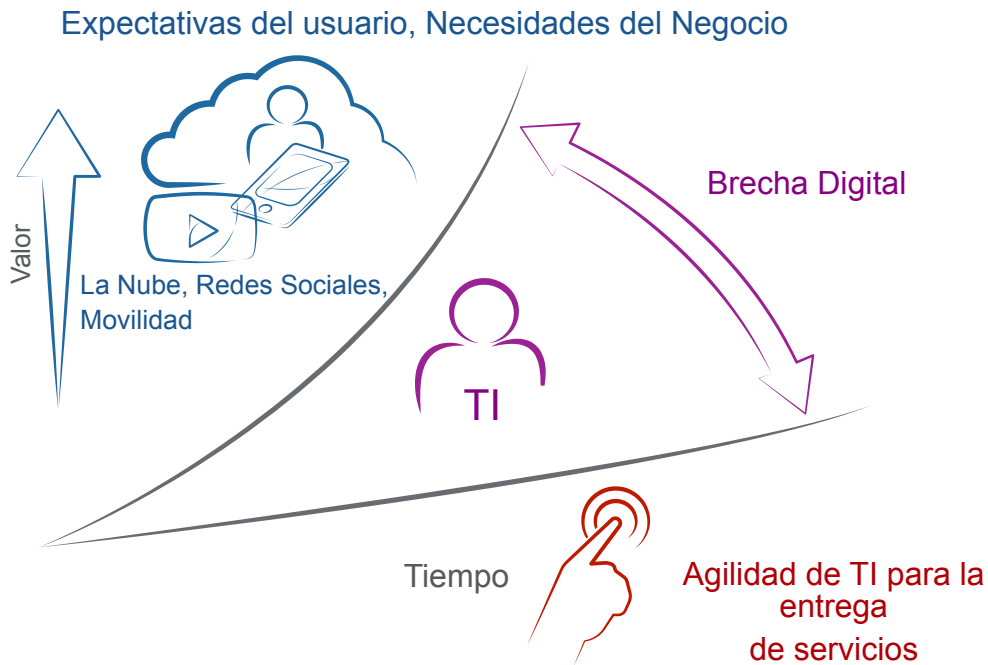 Expectativas del usuario, Necesidades del Negocio
Brecha Digital
Valor
La Nube, Redes Sociales,
Movilidad
TI
Tiempo
Agilidad de TI para la
entrega
de servicios